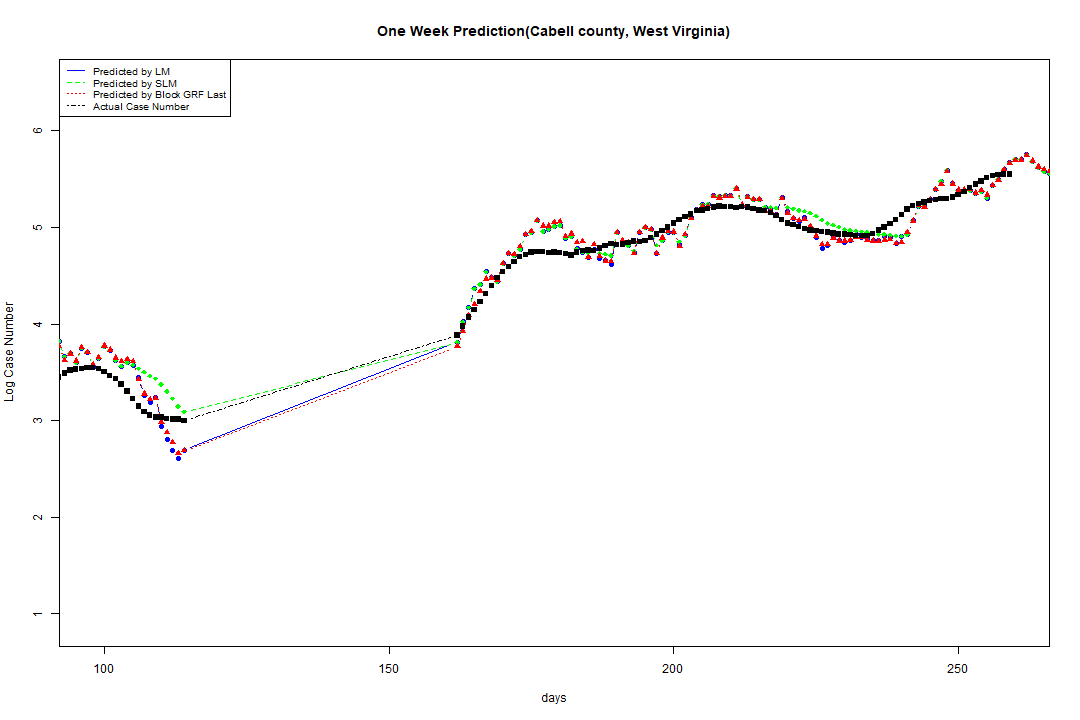 One Week Prediction(Cabell county, West Virginia)
Predicted by LM
Predicted by SLM
Predicted by Block GRF Last
Actual Case Number
6
5
4
3
2
1
Log Case Number
100 150 200 250
days